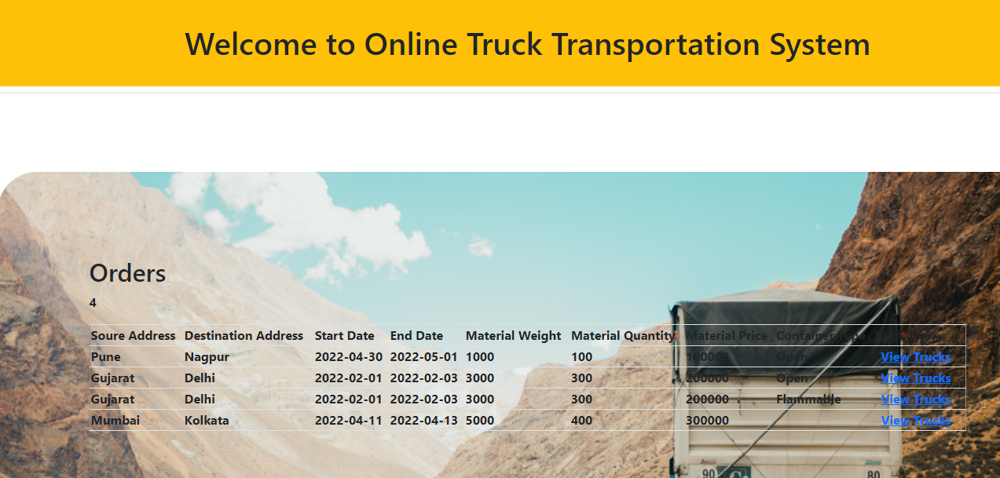 Welcome to Online Truck Transportation System
Orders
4
Soure Address Destination Address Start Date End Date Material Weight Material Quantity Material Price Container Type
Pune Nagpur 2022-04-30 2022-05-01 1000 100 100000 Open View Trucks
Gujarat Delhi 2022-02-01 2022-02-03 3000 300 200000 Open View Trucks
Gujarat Delhi 2022-02-01 2022-02-03 3000 300 200000 Flammable View Trucks
Mumbai Kolkata 2022-04-11 2022-04-13 5000 400 300000 View Trucks
90 80